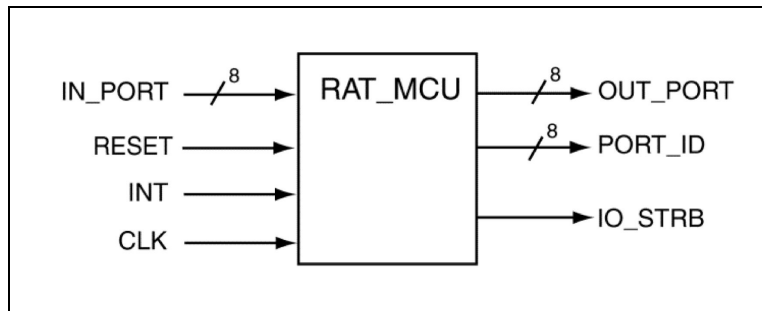 RAT_MCU
IN_PORT 8
RESET
INT
CLK
8 OUT_PORT
8 PORT_ID
IO_STRB